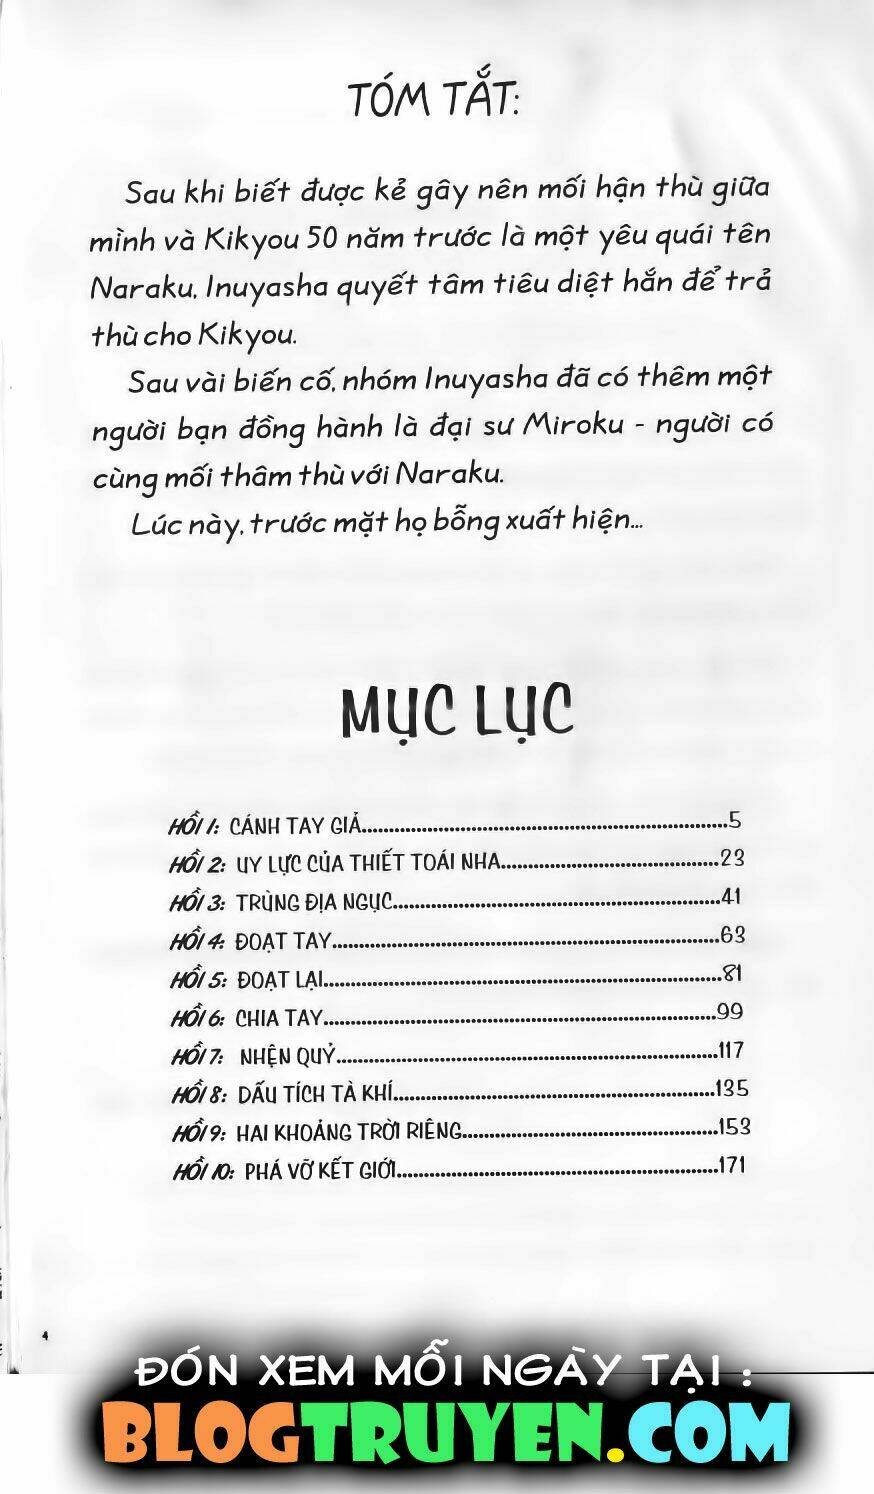 TÓM TẮT:
Sau khi biết được kẻ gây nên mối hận thù giữa
mình và Kikyou 50 năm trước là một yêu quái tên
Naraku, Inuyasha quyết tâm tiêu diệt hắn để trả
thù cho Kikyou.
Sau vài biến cố, nhóm Inuyasha đã có thêm một
người bạn đồng hành là đại sư Miroku - người có
cùng mối thâm thù với Naraku.
Lúc này, trước mặt họ bỗng xuất hiện...
MỤC LỤC
HỒI 1: CÁNH TAY GIẢ..........5
HỒI 2: UY LỰC CỦA THIẾT TOÁI NHA..........23
HỒI 3: TRÙNG ĐỊA NGỤC..........41
HỒI 4: ĐOẠT TAY..........63
HỒI 5: ĐOẠT LẠI..........81
HỒI 6: CHIA TAY..........99
HỒI 7: NHỆN QUỶ..........117
HỒI 8: DẤU TÍCH TÀ KHÍ..........135
HỒI 9: HAI KHOẢNG TRỜI RIÊNG..........153
HỒI 10: PHÁ VỠ KẾT GIỚI..........171
4
ĐÓN XEM MỖI NGÀY TẠI :
BLOGTRUYEN.COM